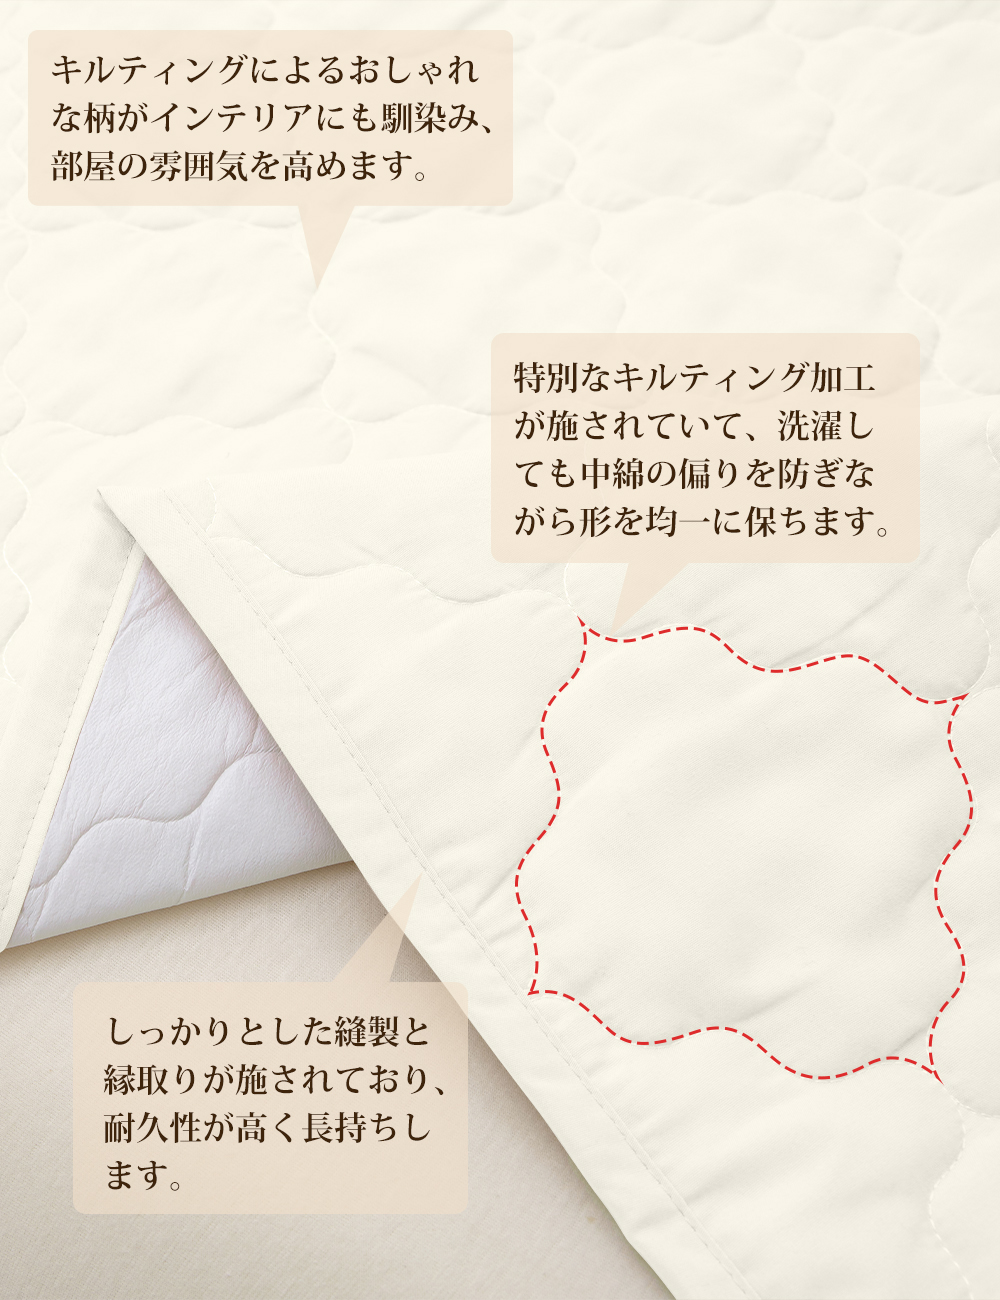 キルティングによるおしゃれ
な柄がインテリアにも馴染み、
部屋の雰囲気を高めます。
特別なキルティング加工
が施されていて、洗濯し
ても中綿の偏りを防ぎな
がら形を均一に保ちます。
しっかりとした縫製と
縁取りが施されており、
耐久性が高く長持ちし
ます。